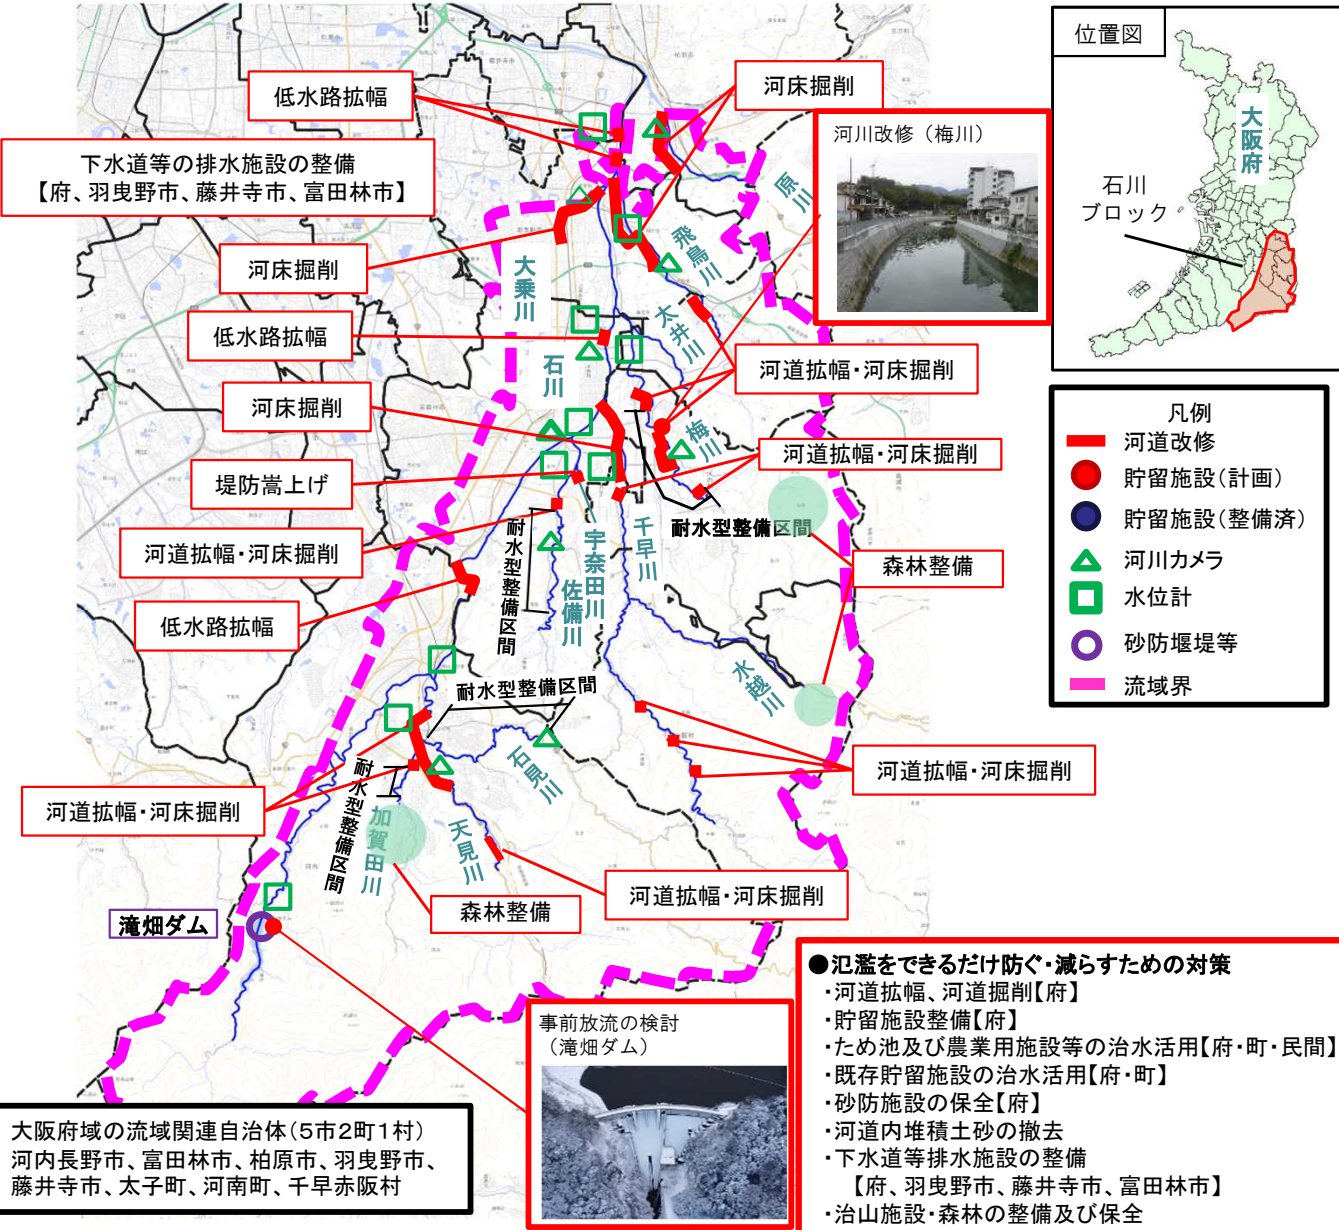 位置図
大阪府
石川
ブロック
低水路拡幅
河床掘削
下水道等の排水施設の整備
【府、羽曳野市、藤井寺市、富田林市】
河川改修（梅川）
原川
飛鳥川
河床掘削
大乗川
太井川
低水路拡幅
石川
河道拡幅・河床掘削
河床掘削
梅川
河道拡幅・河床掘削
堤防嵩上げ
耐水型整備区間
千早川
宇奈田川
佐備川
耐水型整備区間
河道拡幅・河床掘削
森林整備
低水路拡幅
水越川
耐水型整備区間
石見川
河道拡幅・河床掘削
河道拡幅・河床掘削
耐水型整備区間
加賀田川
天見川
河道拡幅・河床掘削
森林整備
滝畑ダム
凡例
河道改修
貯留施設（計画）
貯留施設（整備済）
河川カメラ
水位計
砂防堰堤等
流域界
事前放流の検討
（滝畑ダム）
大阪府域の流域関連自治体（5市2町1村）
河内長野市、富田林市、柏原市、羽曳野市、
藤井寺市、太子町、河南町、千早赤阪村
●氾濫をできるだけ防ぐ・減らすための対策
・河道拡幅、河道掘削【府】
・貯留施設整備【府】
・ため池及び農業用施設等の治水活用【府・町・民間】
・既存貯留施設の治水活用【府・町】
・砂防施設の保全【府】
・河道内堆積土砂の撤去
・下水道等排水施設の整備
【府、羽曳野市、藤井寺市、富田林市】
・治山施設・森林の整備及び保全